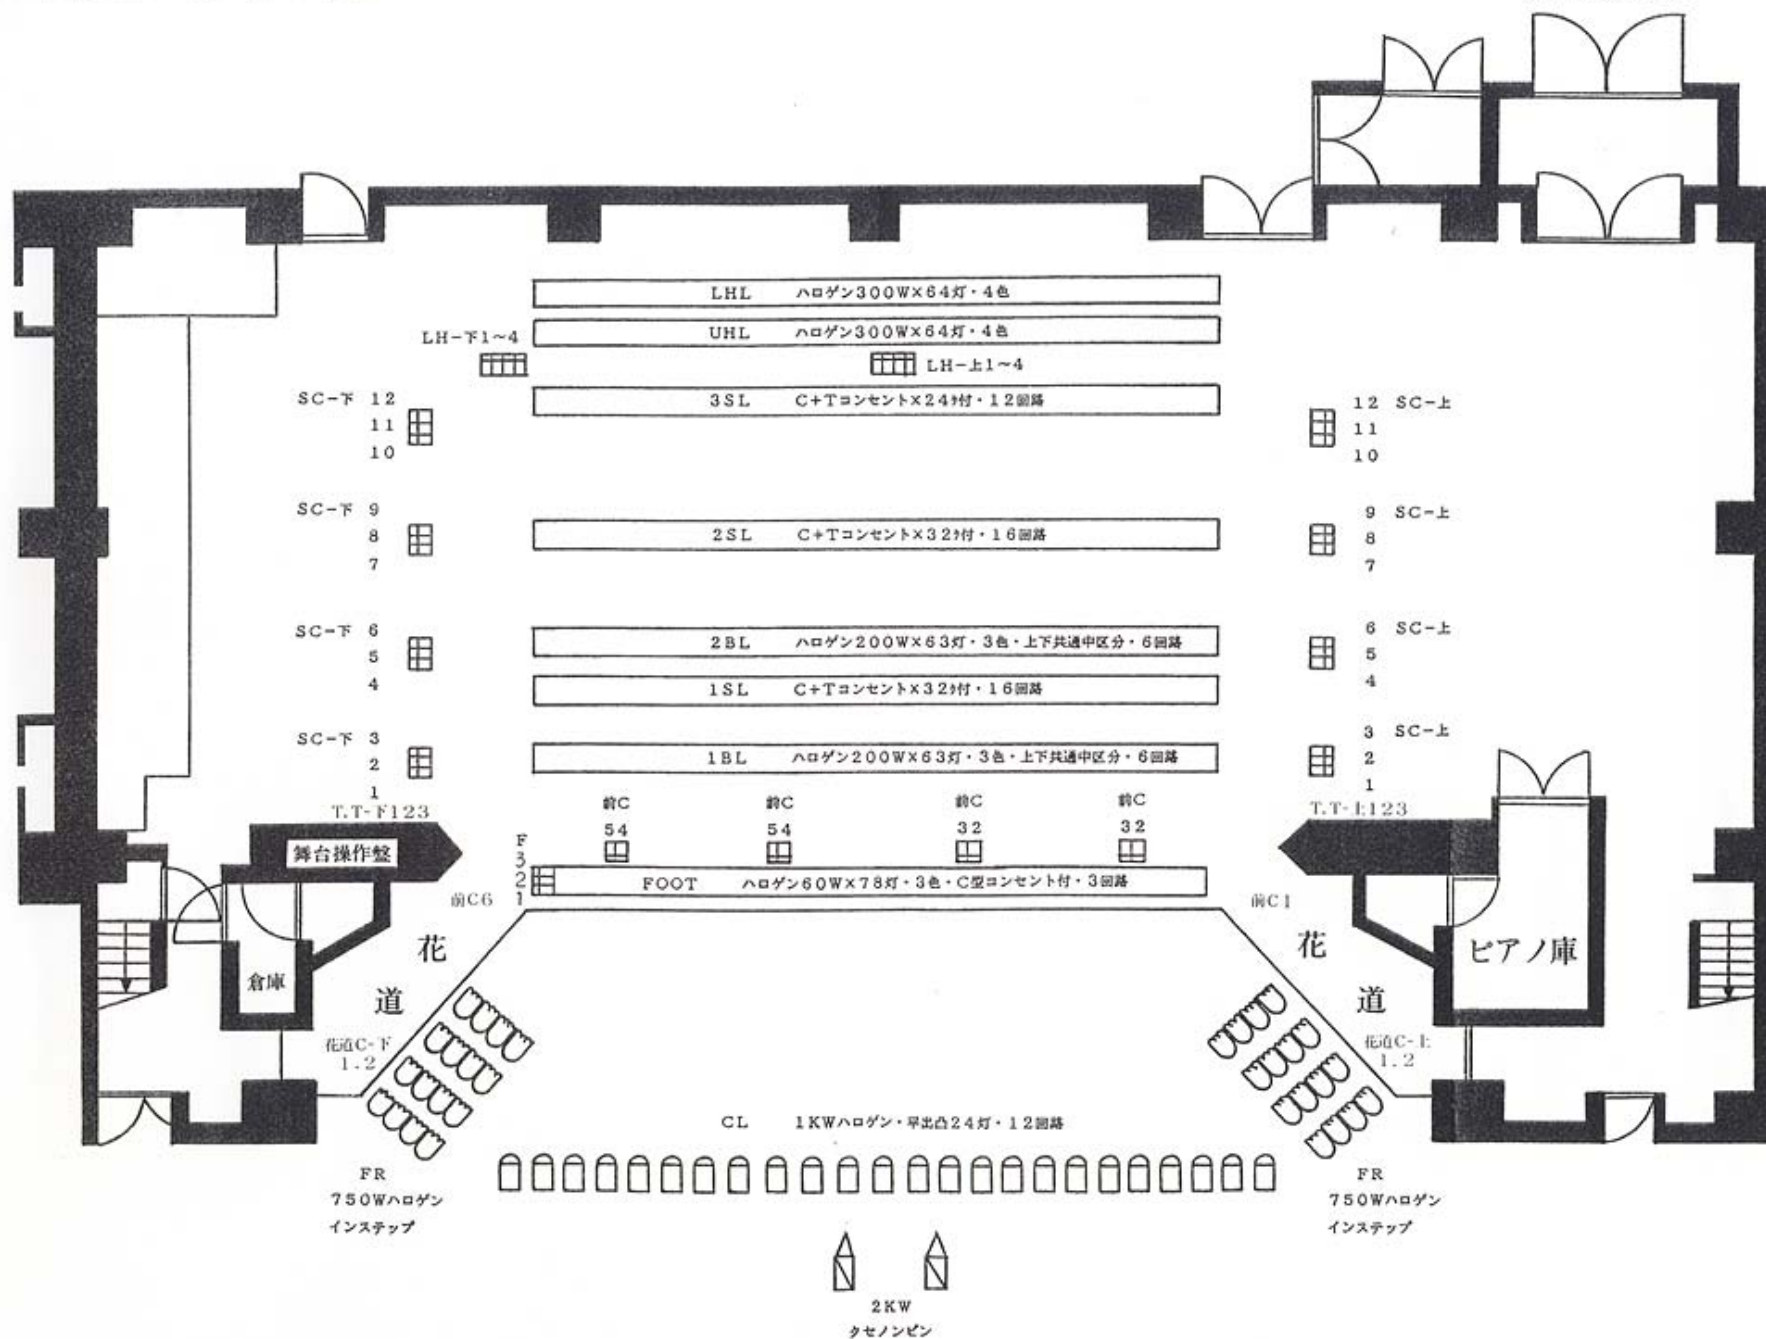 LHL ハロゲン300W×64灯・4色
UHL ハロゲン300W×64灯・4色
LH-下1~4
LH-上1~4
3SL C+Tコンセント×24ケ付・12回路
SC-下 12
11
10
12 SC-上
11
10
SC-下 9
8
7
2SL C+Tコンセント×32ケ付・16回路
9 SC-上
8
7
SC-下 6
5
4
2BL ハロゲン200W×63灯・3色・上下共通中区分・6回路
6 SC-上
5
4
1SL C+Tコンセント×32ケ付・16回路
SC-下 3
2
1
1BL ハロゲン200W×63灯・3色・上下共通中区分・6回路
3 SC-上
2
1
T.T-下123
T.T-上123
前C
54
前C
54
前C
32
前C
32
舞台操作盤
F
3
2
1
FOOT ハロゲン60W×78灯・3色・C型コンセント付・3回路
前C6
前C1
花
道
花
道
倉庫
ピアノ庫
花道C-下
1.2
花道C-上
1.2
CL 1KWハロゲン・平出凸24灯・12回路
FR
750Wハロゲン
インステップ
FR
750Wハロゲン
インステップ
2KW
クセノンピン